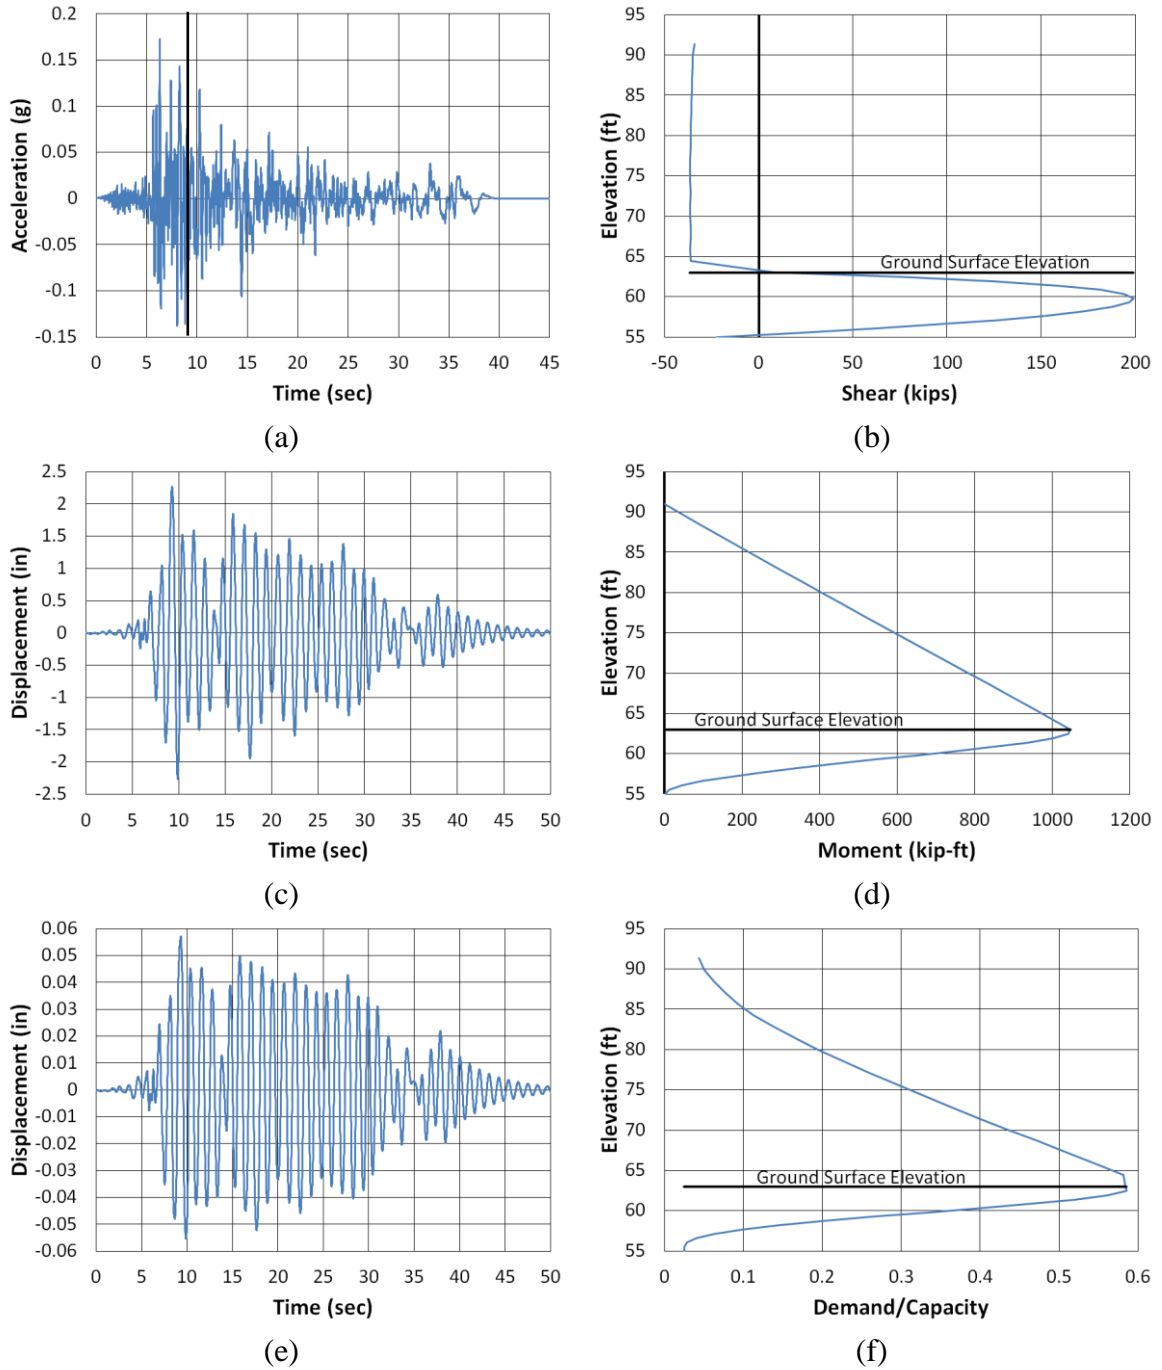 0.2
0.15
0.1
0.05
0
-0.05
-0.1
-0.15
Acceleration (g)
0 5 10 15 20 25 30 35 40 45
Time (sec)
(a)
95
90
85
80
75
70
65
60
55
Elevation (ft)
Ground Surface Elevation
-50 0 50 100 150 200
Shear (kips)
(b)
2.5
2
1.5
1
0.5
0
-0.5
-1
-1.5
-2
-2.5
Displacement (in)
0 5 10 15 20 25 30 35 40 45 50
Time (sec)
(c)
95
90
85
80
75
70
65
60
55
Elevation (ft)
Ground Surface Elevation
0 200 400 600 800 1000 1200
Moment (kip-ft)
(d)
0.06
0.05
0.04
0.03
0.02
0.01
0
-0.01
-0.02
-0.03
-0.04
-0.05
-0.06
Displacement (in)
0 5 10 15 20 25 30 35 40 45 50
Time (sec)
(e)
95
90
85
80
75
70
65
60
55
Elevation (ft)
Ground Surface Elevation
0 0.1 0.2 0.3 0.4 0.5 0.6
Demand/Capacity
(f)